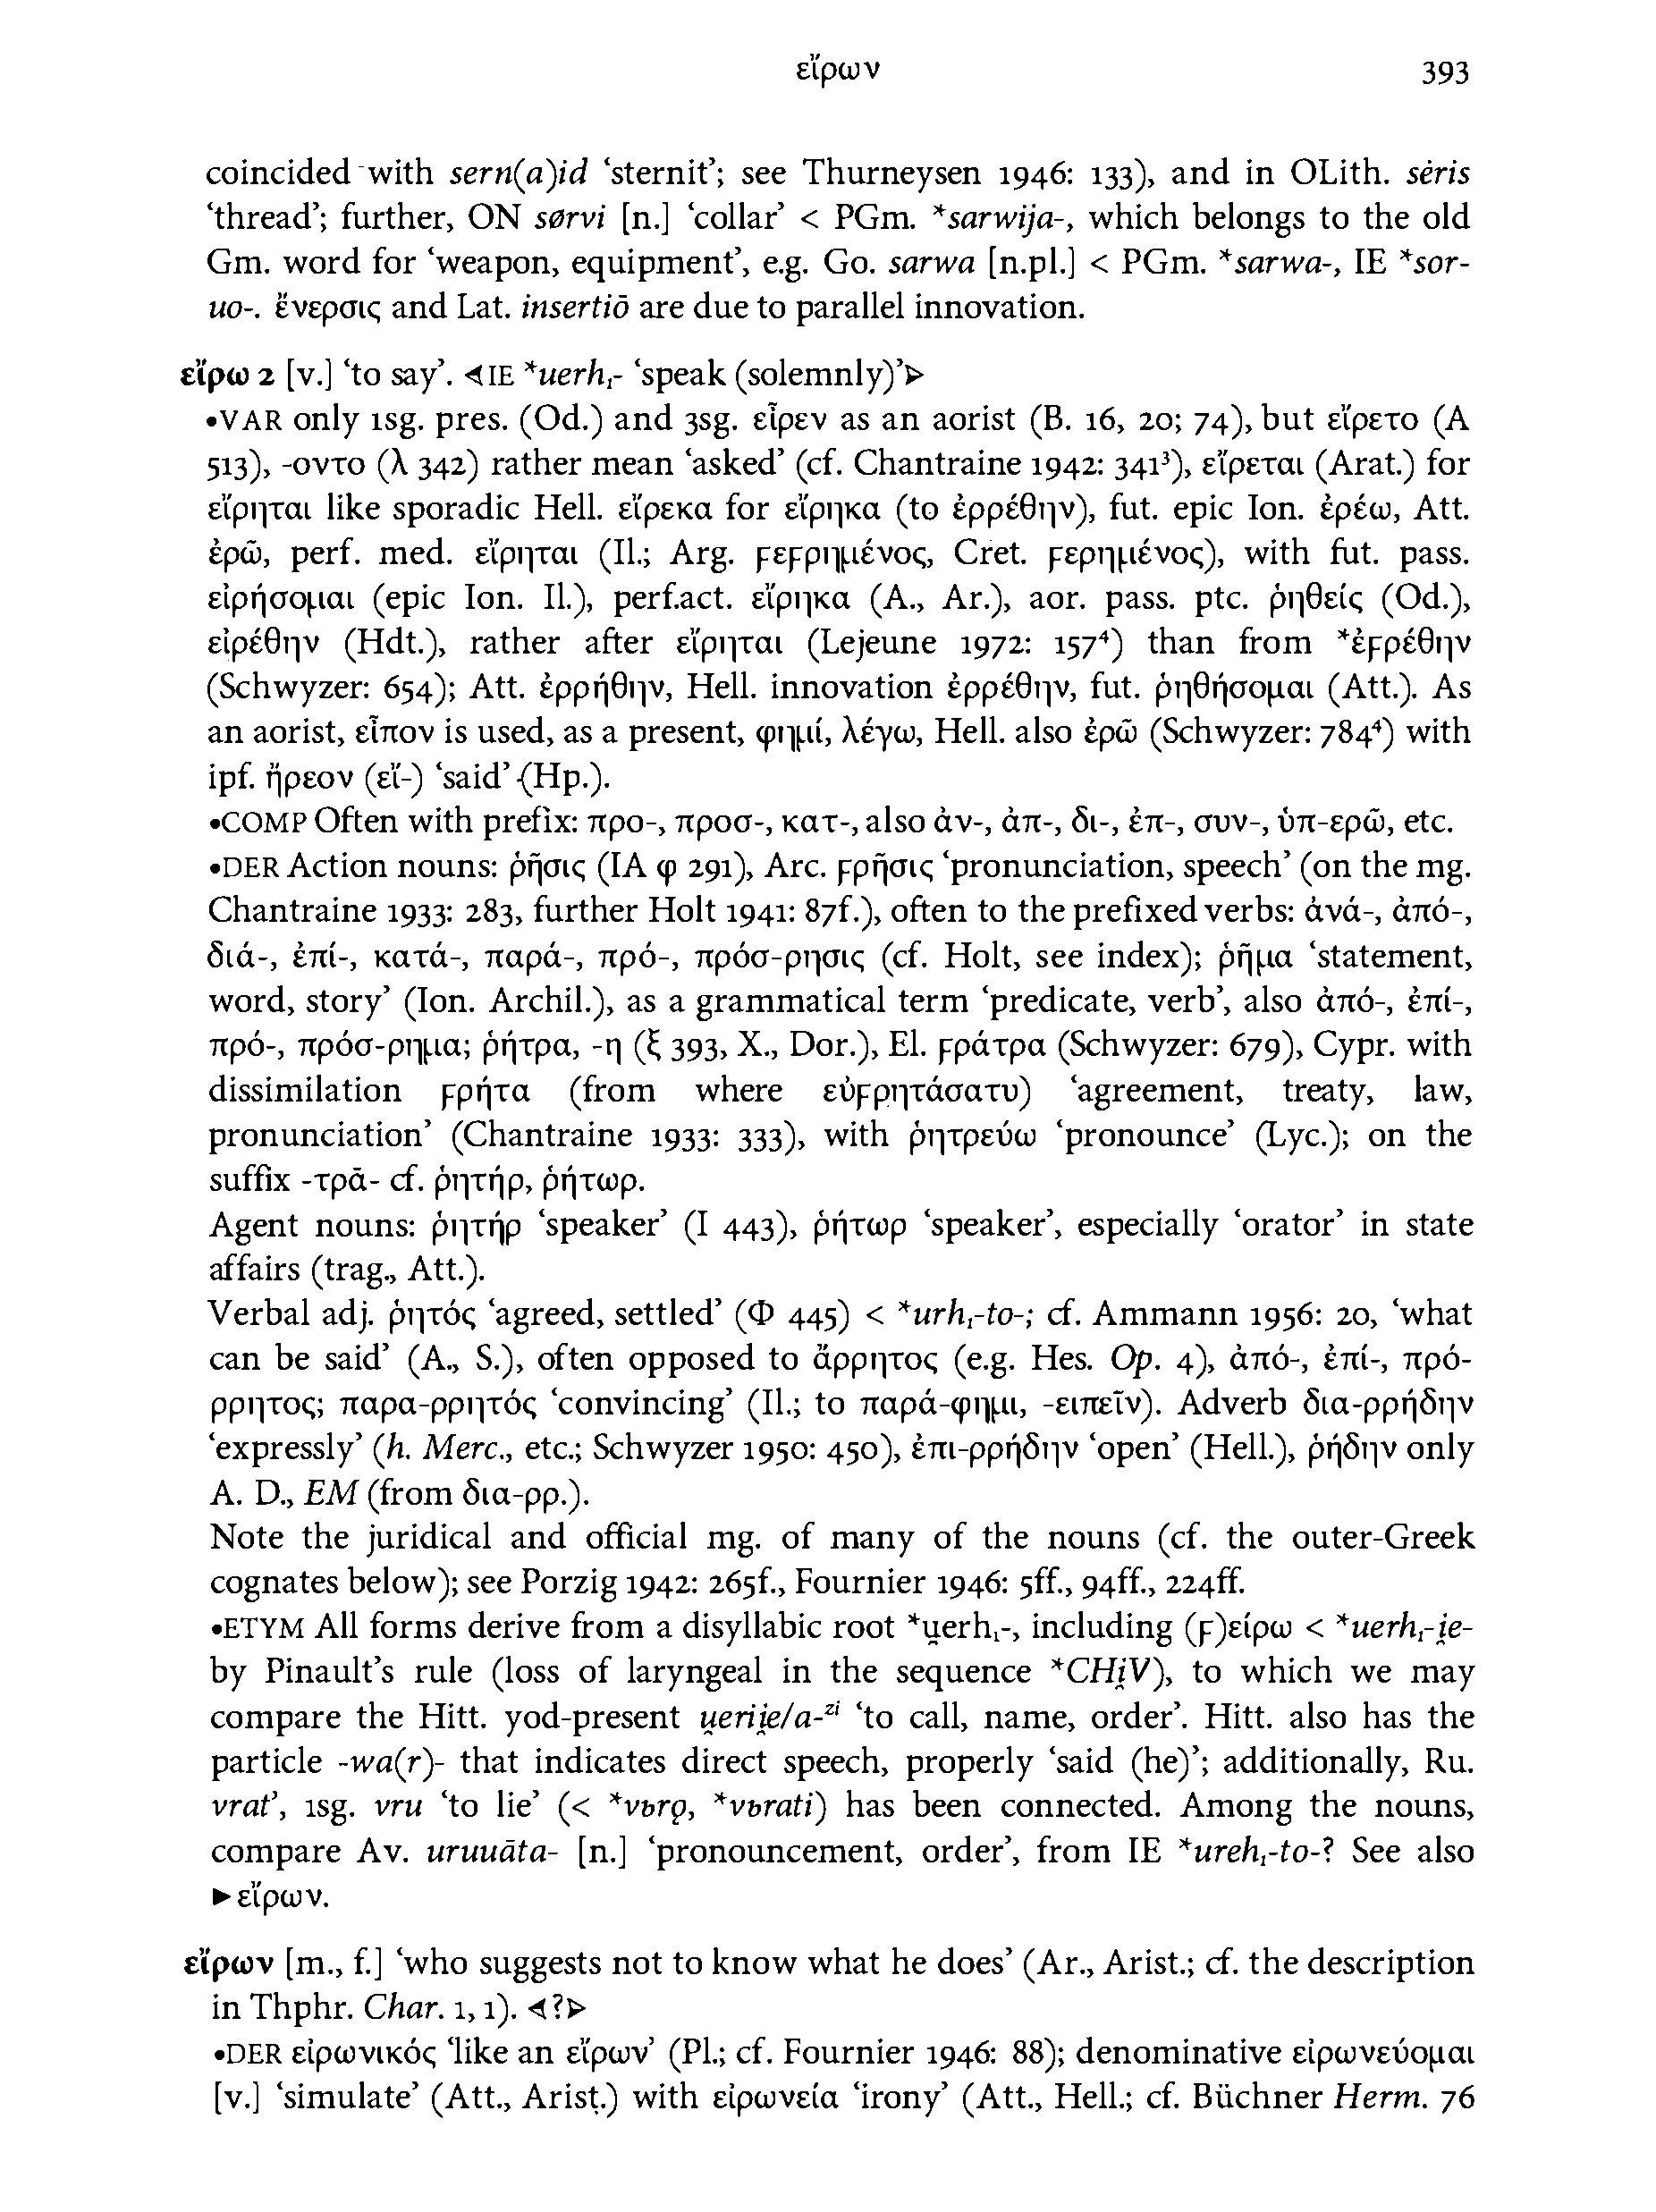 εἴρων 393
coincided with sern(a)id ‘sternit’; see Thurneysen 1946: 133), and in OLith. sėris
‘thread’; further, ON sørvi [n.] ‘collar’ < PGm. *sarwija-, which belongs to the old
Gm. word for ‘weapon, equipment’, e.g. Go. sarwa [n.pl.] < PGm. *sarwa-, IE *sor-
uo-. ἔνερσις and Lat. insertiō are due to parallel innovation.
εἴρω 2 [v.] ‘to say’. ⊲IE *uerh₁- ‘speak (solemnly)’⊳
•VAR only 1sg. pres. (Od.) and 3sg. εἶρεν as an aorist (B. 16, 20; 74), but εἴρετο (Α
513), -οντο (λ 342) rather mean ‘asked’ (cf. Chantraine 1942: 341³), εἴρεται (Arat.) for
εἴρηται like sporadic Hell. εἴρεκα for εἴρηκα (to ἐρρέθην), fut. epic Ion. ἐρέω, Att.
ἐρῶ, perf. med. εἴρηται (Il.; Arg. ϝεϝρημένος, Cret. ϝερημένος), with fut. pass.
εἰρήσομαι (epic Ion. Il.), perf.act. εἴρηκα (A., Ar.), aor. pass. ptc. ῥηθείς (Od.),
εἰρέθην (Hdt.), rather after εἴρηται (Lejeune 1972: 157⁴) than from *ἐϝρέθην
(Schwyzer: 654); Att. ἐρρήθην, Hell. innovation ἐρρέθην, fut. ῥηθήσομαι (Att.). As
an aorist, εἶπον is used, as a present, φημί, λέγω, Hell. also ἐρῶ (Schwyzer: 784⁴) with
ipf. ἤρεον (εἴ-) ‘said’ (Hp.).
•COMP Often with prefix: προ-, προσ-, κατ-, also ἀν-, ἀπ-, δι-, ἐπ-, συν-, ὑπ-ερῶ, etc.
•DER Action nouns: ῥῆσις (IA φ 291), Arc. ϝρῆσις ‘pronunciation, speech’ (on the mg.
Chantraine 1933: 283, further Holt 1941: 87f.), often to the prefixed verbs: ἀνά-, ἀπό-,
διά-, ἐπί-, κατά-, παρά-, πρό-, πρόσ-ρησις (cf. Holt, see index); ῥῆμα ‘statement,
word, story’ (Ion. Archil.), as a grammatical term ‘predicate, verb’, also ἀπό-, ἐπί-,
πρό-, πρόσ-ρημα; ῥήτρα, -η (ξ 393, X., Dor.), El. ϝράτρα (Schwyzer: 679), Cypr. with
dissimilation ϝρήτα (from where εὐϝρητάσατυ) ‘agreement, treaty, law,
pronunciation’ (Chantraine 1933: 333), with ῥητρεύω ‘pronounce’ (Lyc.); on the
suffix -τρᾱ- cf. ῥητήρ, ῥήτωρ.
Agent nouns: ῥητήρ ‘speaker’ (I 443), ῥήτωρ ‘speaker’, especially ‘orator’ in state
affairs (trag., Att.).
Verbal adj. ῥητός ‘agreed, settled’ (Φ 445) < *urh₁-to-; cf. Ammann 1956: 20, ‘what
can be said’ (A., S.), often opposed to ἄρρητος (e.g. Hes. Op. 4), ἀπό-, ἐπί-, πρό-
ρρητος; παρα-ρρητός ‘convincing’ (Il.; to παρά-φημι, -ειπεῖν). Adverb δια-ρρήδην
‘expressly’ (h. Merc., etc.; Schwyzer 1950: 450), ἐπι-ρρήδην ‘open’ (Hell.), ῥήδην only
A. D., EM (from δια-ρρ.).
Note the juridical and official mg. of many of the nouns (cf. the outer-Greek
cognates below); see Porzig 1942: 265f., Fournier 1946: 5ff., 94ff., 224ff.
•ETYM All forms derive from a disyllabic root *u̯erh₁-, including (ϝ)είρω < *uerh₁-i̯e-
by Pinault’s rule (loss of laryngeal in the sequence *CHi̯V), to which we may
compare the Hitt. yod-present u̯erii̯e/a-ᶻⁱ ‘to call, name, order’. Hitt. also has the
particle -wa(r)- that indicates direct speech, properly ‘said (he)’; additionally, Ru.
vrat’, 1sg. vru ‘to lie’ (< *vьrǫ, *vьrati) has been connected. Among the nouns,
compare Av. uruuāta- [n.] ‘pronouncement, order’, from IE *ureh₁-to-? See also
►εἴρων.
εἴρων [m., f.] ‘who suggests not to know what he does’ (Ar., Arist.; cf. the description
in Thphr. Char. 1, 1). ⊲?⊳
•DER εἰρωνικός ‘like an εἴρων’ (Pl.; cf. Fournier 1946: 88); denominative εἰρωνεύομαι
[v.] ‘simulate’ (Att., Arist.) with εἰρωνεία ‘irony’ (Att., Hell.; cf. Büchner Herm. 76